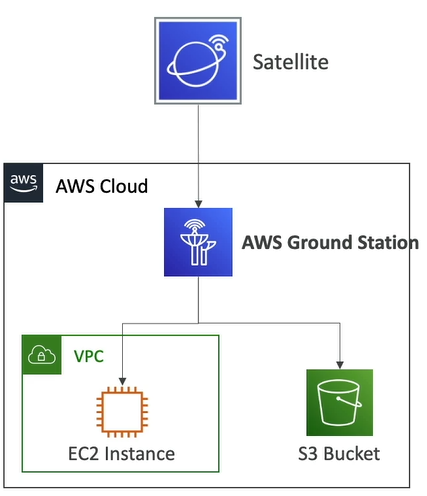 Satellite
aws
AWS Cloud
AWS Ground Station
VPC
EC2 Instance
S3 Bucket